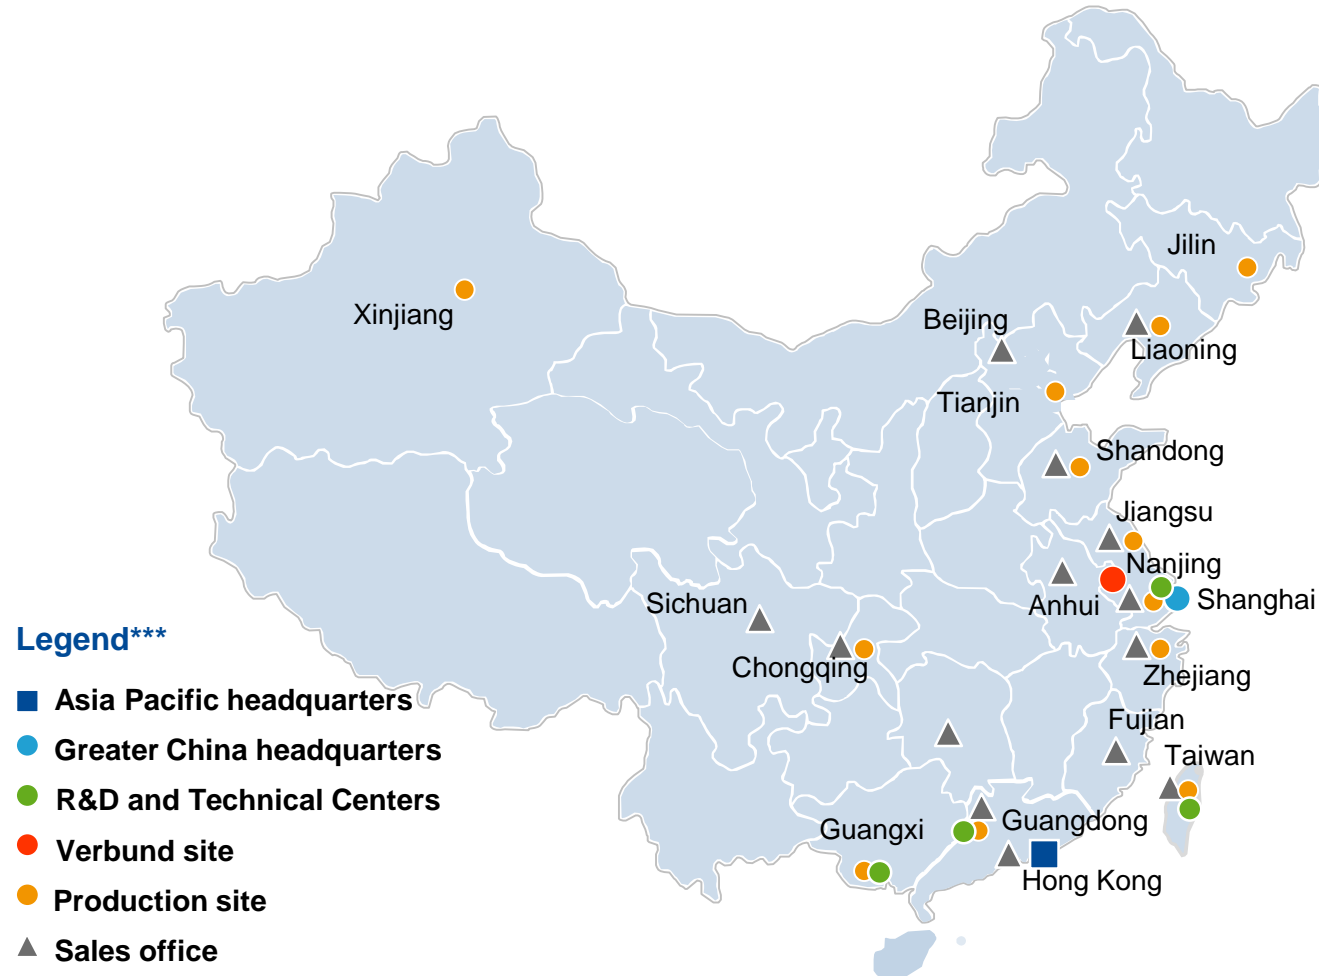 Jilin
Xinjiang
Beijing
Liaoning
Tianjin
Shandong
Jiangsu
Nanjing
Anhui
Shanghai
Sichuan
Chongqing
Zhejiang
Fujian
Taiwan
Guangxi
Guangdong
Hong Kong
Legend***
Asia Pacific headquarters
Greater China headquarters
R&D and Technical Centers
Verbund site
Production site
Sales office